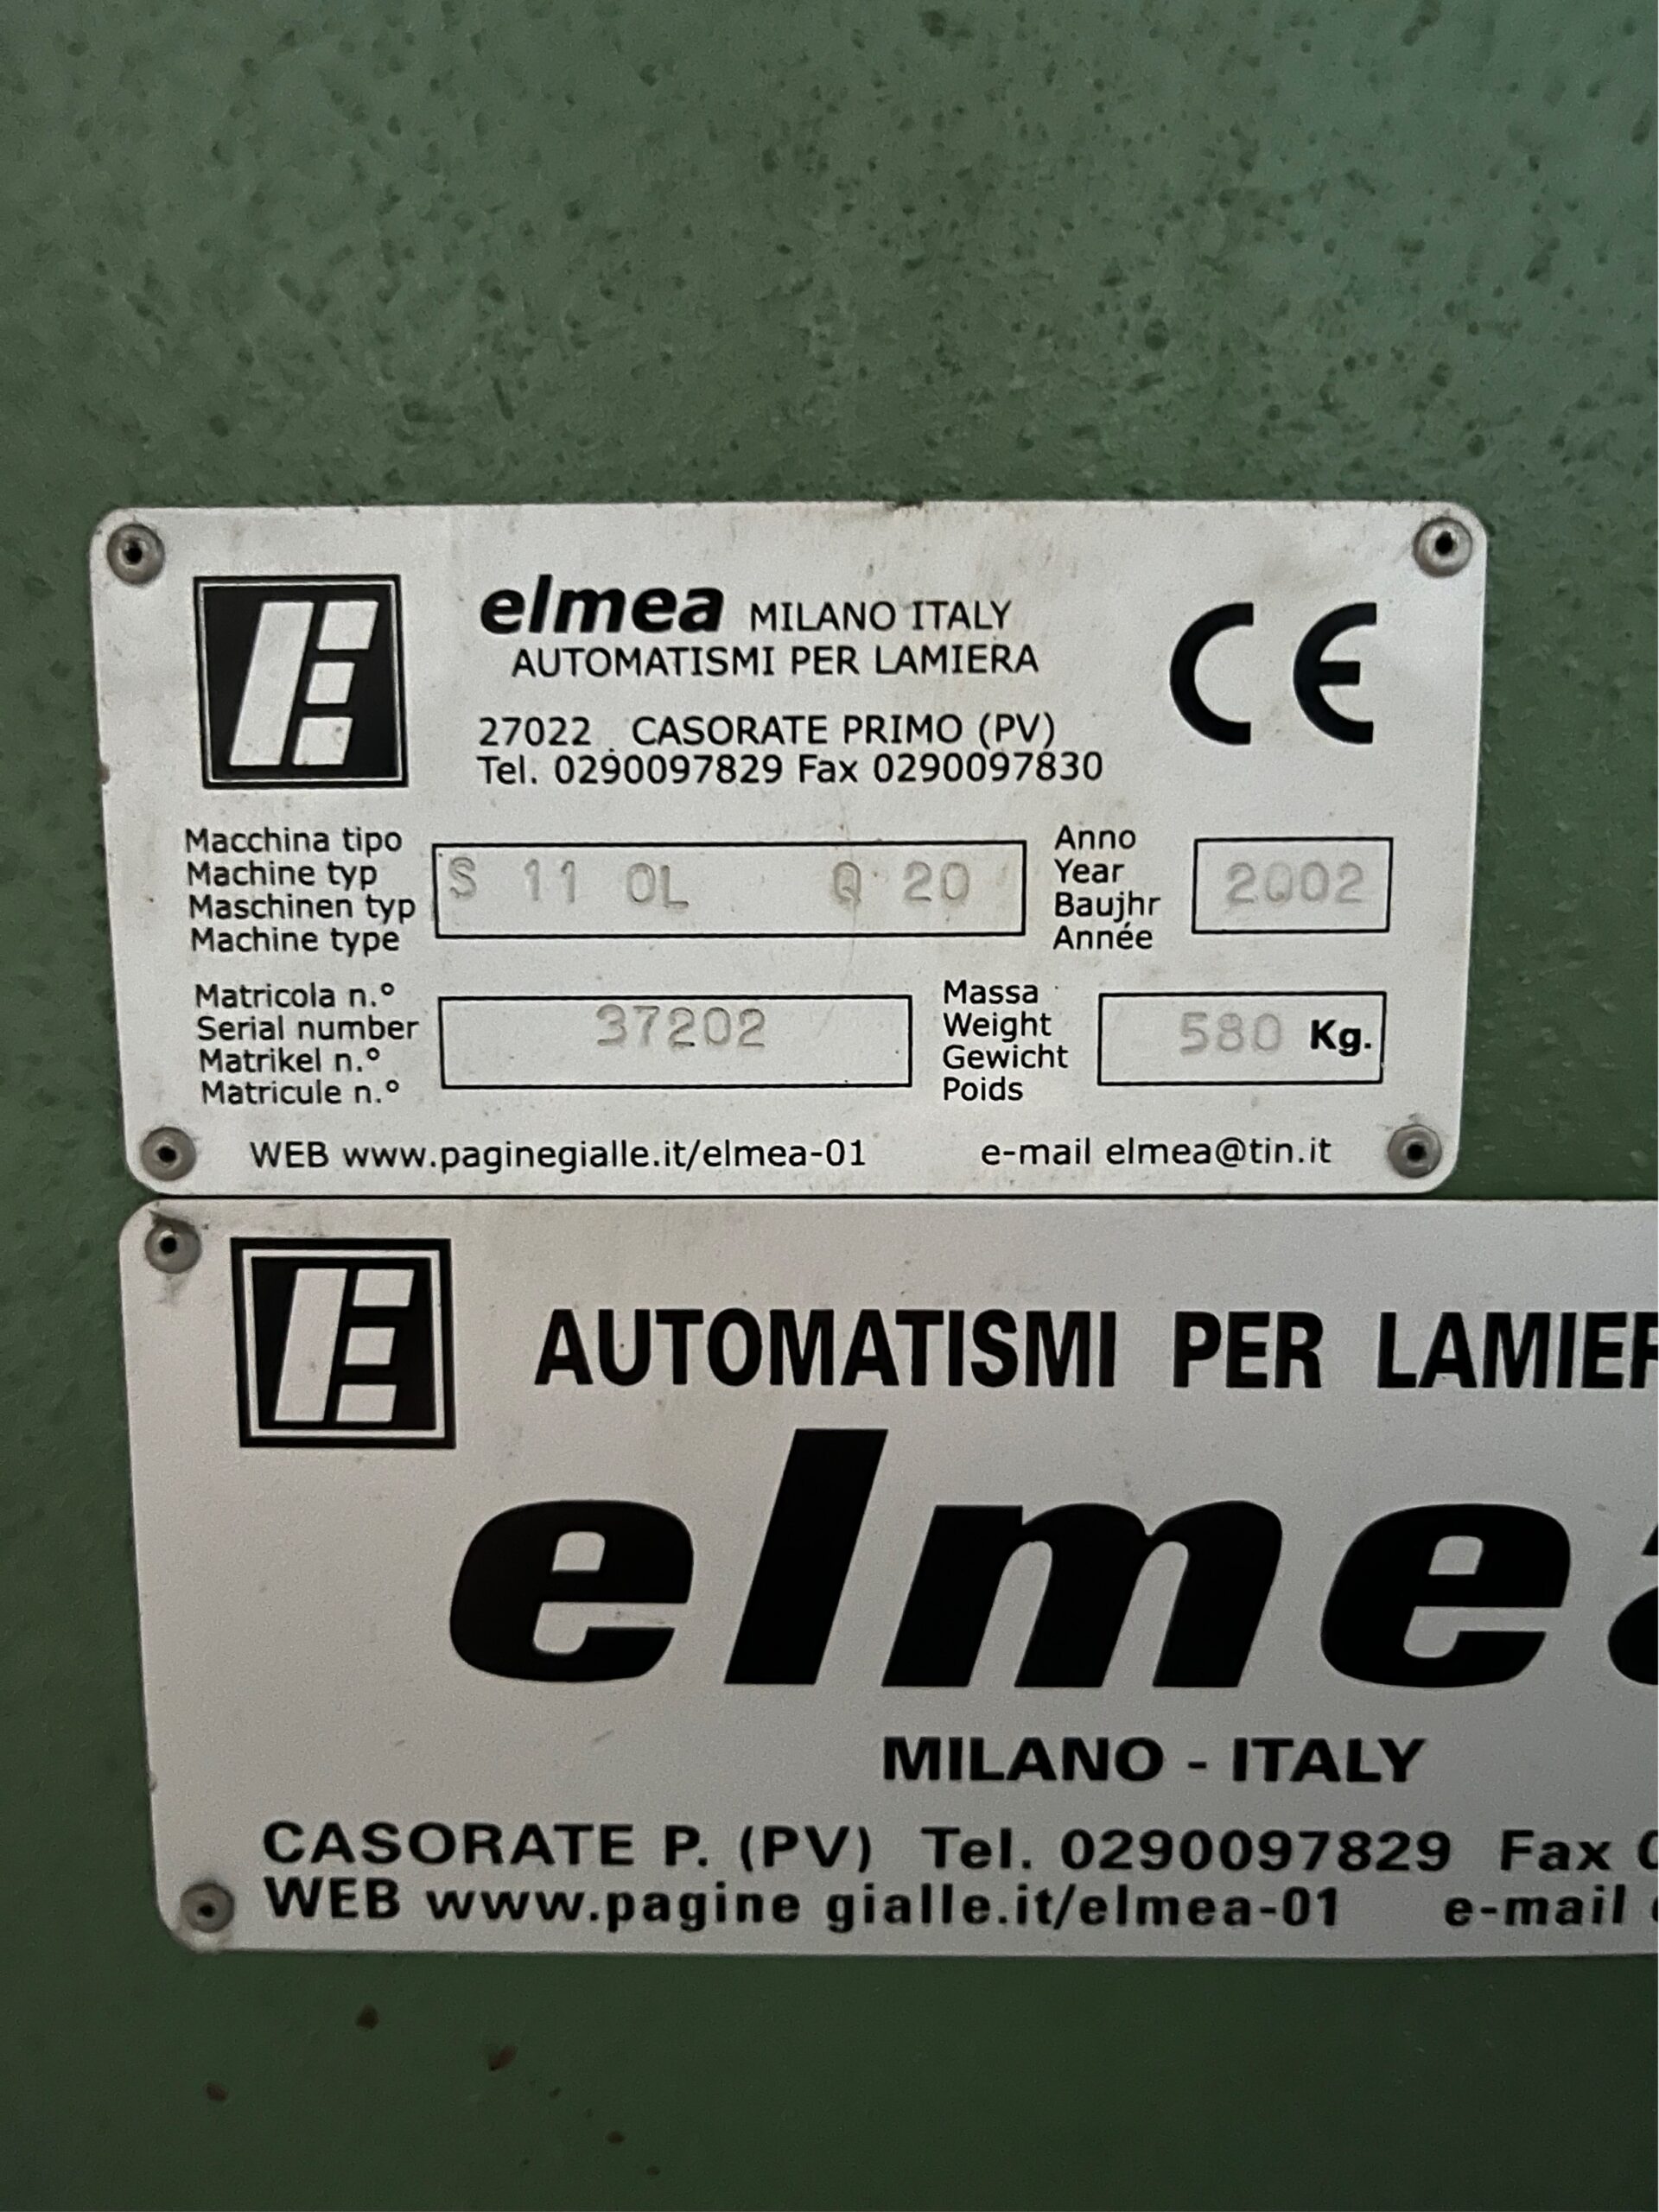 elmea MILANO ITALY
AUTOMATISMI PER LAMIERA
27022 CASORATE PRIMO (PV)
Tel. 0290097829 Fax 0290097830
CE
Macchina tipo
Machine typ
Maschinen typ
Machine type
S 11 OL Q 20
Anno
Year
Baujhr
Année
2002
Matricola n.°
Serial number
Matrikel n.°
Matricule n.°
37202
Massa
Weight
Gewicht
Poids
580 Kg.
WEB www.paginegialle.it/elmea-01 e-mail elmea@tin.it
AUTOMATISMI PER LAMIER
elmea
MILANO - ITALY
CASORATE P. (PV) Tel. 0290097829 Fax 0
WEB www.pagine gialle.it/elmea-01 e-mail